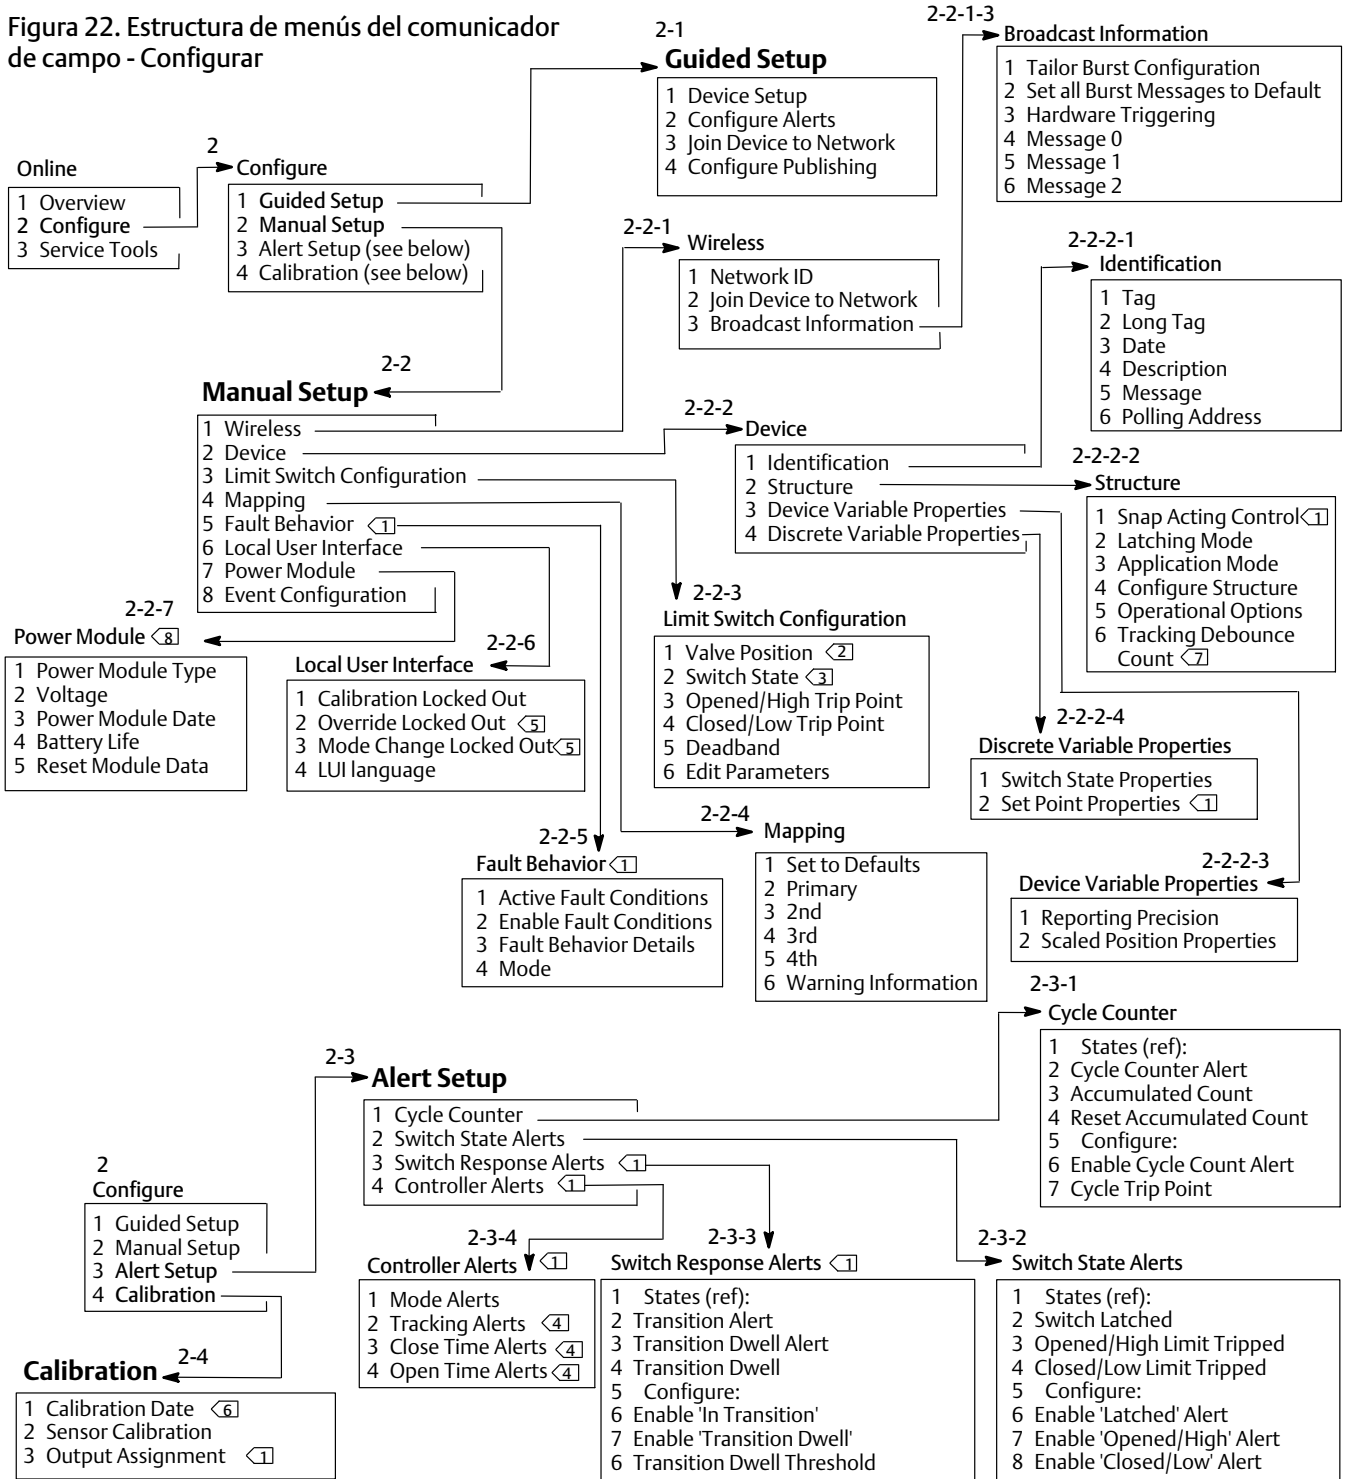 Figura 22. Estructura de menús del comunicador
de campo - Configurar
Online
1 Overview
2 Configure
3 Service Tools
2
Configure
1 Guided Setup
2 Manual Setup
3 Alert Setup (see below)
4 Calibration (see below)
2-1
Guided Setup
1 Device Setup
2 Configure Alerts
3 Join Device to Network
4 Configure Publishing
2-2-1-3
Broadcast Information
1 Tailor Burst Configuration
2 Set all Burst Messages to Default
3 Hardware Triggering
4 Message 0
5 Message 1
6 Message 2
2-2-1
Wireless
1 Network ID
2 Join Device to Network
3 Broadcast Information
2-2-2-1
Identification
1 Tag
2 Long Tag
3 Date
4 Description
5 Message
6 Polling Address
2-2
Manual Setup
1 Wireless
2 Device
3 Limit Switch Configuration
4 Mapping
5 Fault Behavior 1
6 Local User Interface
7 Power Module
8 Event Configuration
2-2-2
Device
1 Identification
2 Structure
3 Device Variable Properties
4 Discrete Variable Properties
2-2-2-2
Structure
1 Snap Acting Control 1
2 Latching Mode
3 Application Mode
4 Configure Structure
5 Operational Options
6 Tracking Debounce
Count 7
2-2-7
Power Module 8
1 Power Module Type
2 Voltage
3 Power Module Date
4 Battery Life
5 Reset Module Data
2-2-6
Local User Interface
1 Calibration Locked Out
2 Override Locked Out 5
3 Mode Change Locked Out 5
4 LUI language
2-2-3
Limit Switch Configuration
1 Valve Position 2
2 Switch State 3
3 Opened/High Trip Point
4 Closed/Low Trip Point
5 Deadband
6 Edit Parameters
2-2-2-4
Discrete Variable Properties
1 Switch State Properties
2 Set Point Properties 1
2-2-5
Fault Behavior 1
1 Active Fault Conditions
2 Enable Fault Conditions
3 Fault Behavior Details
4 Mode
2-2-4
Mapping
1 Set to Defaults
2 Primary
3 2nd
4 3rd
5 4th
6 Warning Information
2-2-2-3
Device Variable Properties
1 Reporting Precision
2 Scaled Position Properties
2-3-1
Cycle Counter
1 States (ref):
2 Cycle Counter Alert
3 Accumulated Count
4 Reset Accumulated Count
5 Configure:
6 Enable Cycle Count Alert
7 Cycle Trip Point
2-3
Alert Setup
1 Cycle Counter
2 Switch State Alerts
3 Switch Response Alerts 1
4 Controller Alerts 1
2
Configure
1 Guided Setup
2 Manual Setup
3 Alert Setup
4 Calibration
2-3-4
Controller Alerts 1
1 Mode Alerts
2 Tracking Alerts 4
3 Close Time Alerts 4
4 Open Time Alerts 4
2-3-3
Switch Response Alerts 1
1 States (ref):
2 Transition Alert
3 Transition Dwell Alert
4 Transition Dwell
5 Configure:
6 Enable 'In Transition'
7 Enable 'Transition Dwell'
6 Transition Dwell Threshold
2-3-2
Switch State Alerts
1 States (ref):
2 Switch Latched
3 Opened/High Limit Tripped
4 Closed/Low Limit Tripped
5 Configure:
6 Enable 'Latched' Alert
7 Enable 'Opened/High' Alert
8 Enable 'Closed/Low' Alert
2-4
Calibration
1 Calibration Date 6
2 Sensor Calibration
3 Output Assignment 1